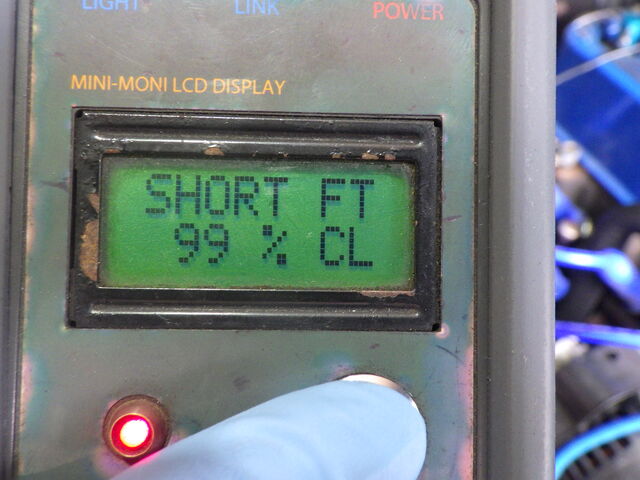 LIGHT LINK POWER
MINI-MONI LCD DISPLAY
SHORT FT
99 % CL